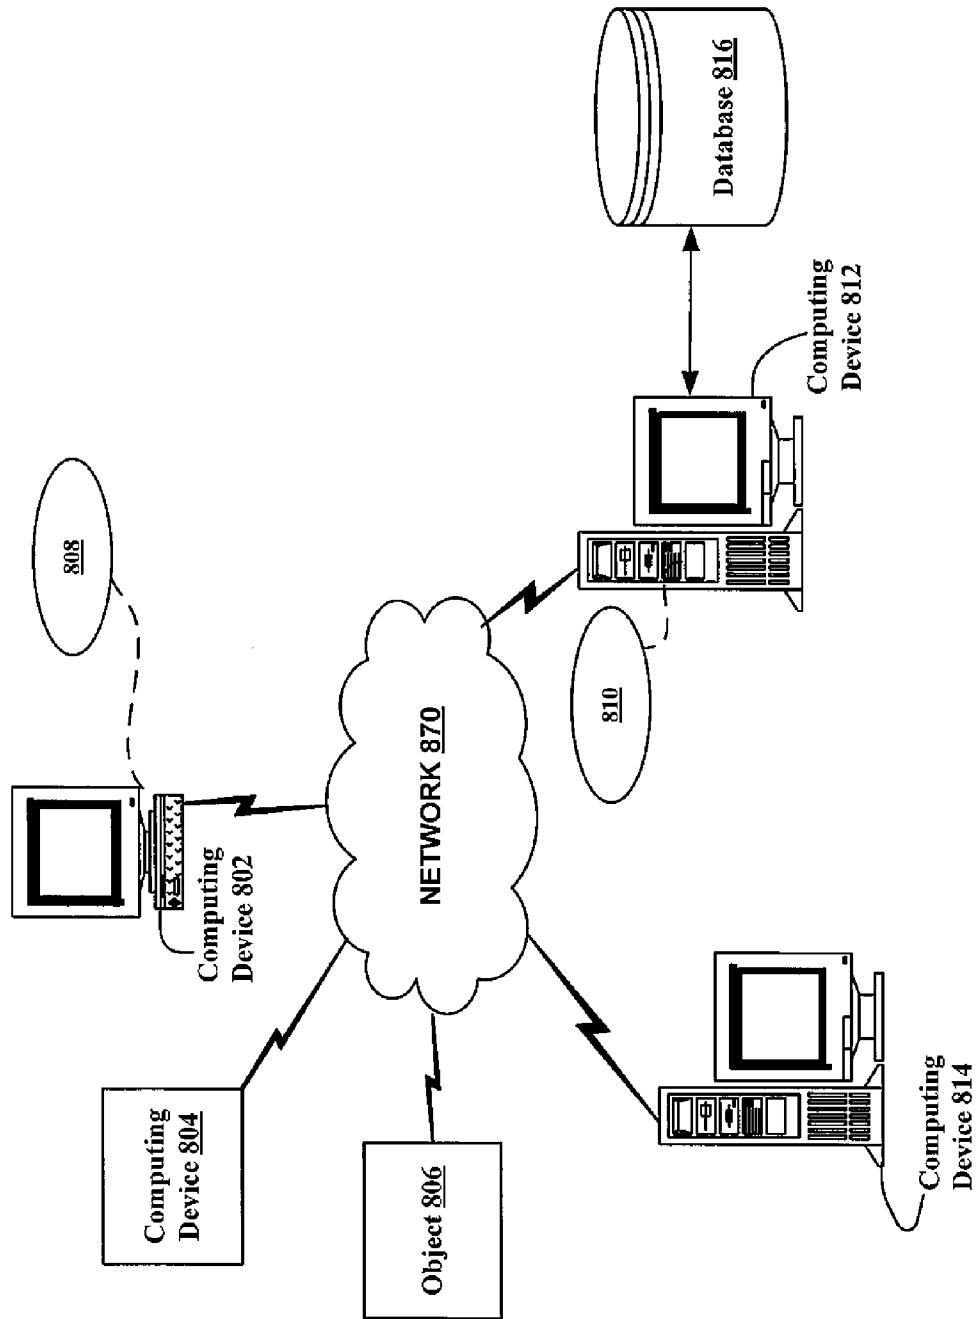 Computing
Device 804
Object 806
Computing
Device 802
808
NETWORK 870
Computing
Device 814
810
Computing
Device 812
Database 816